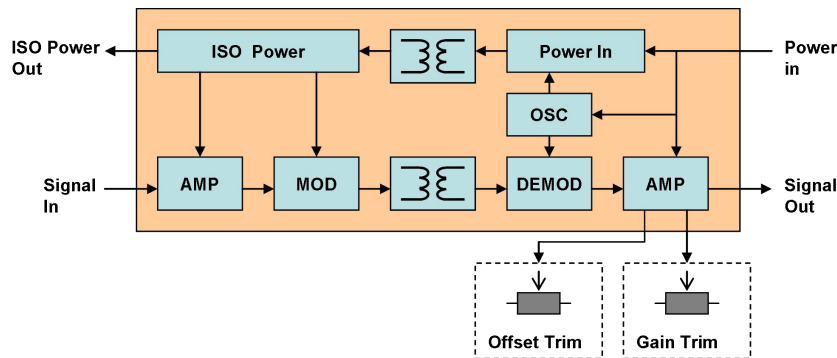 ISO Power
Out
ISO  Power
Power In
Power
in
OSC
Signal
In
AMP
MOD
DEMOD
AMP
Signal
Out
Offset Trim
Gain Trim